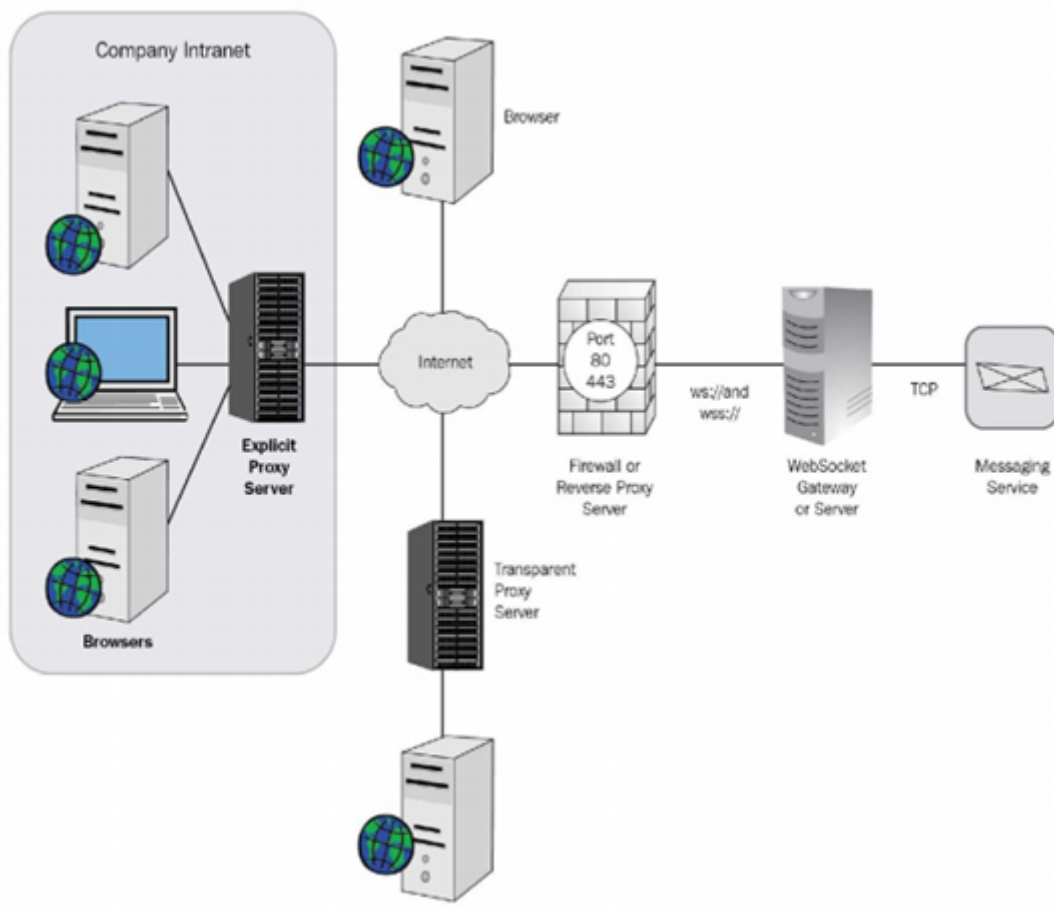 Company Intranet
Browser
Internet
Port
80
443
ws://and
wss://
TCP
Explicit
Proxy
Server
Firewall or
Reverse Proxy
Server
WebSocket
Gateway
or Server
Messaging
Service
Transparent
Proxy
Server
Browsers